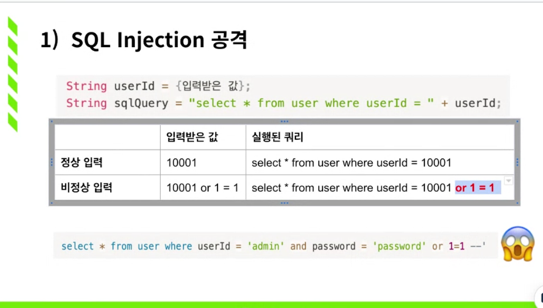 1) SQL Injection 공격
String userId = {입력받은 값};
String sqlQuery = "select * from user where userId = " + userId;
입력받은 값 실행된 쿼리
정상 입력 10001 select * from user where userId = 10001
비정상 입력 10001 or 1 = 1 select * from user where userId = 10001 or 1 = 1
select * from user where userId = 'admin' and password = 'password' or 1=1 --'